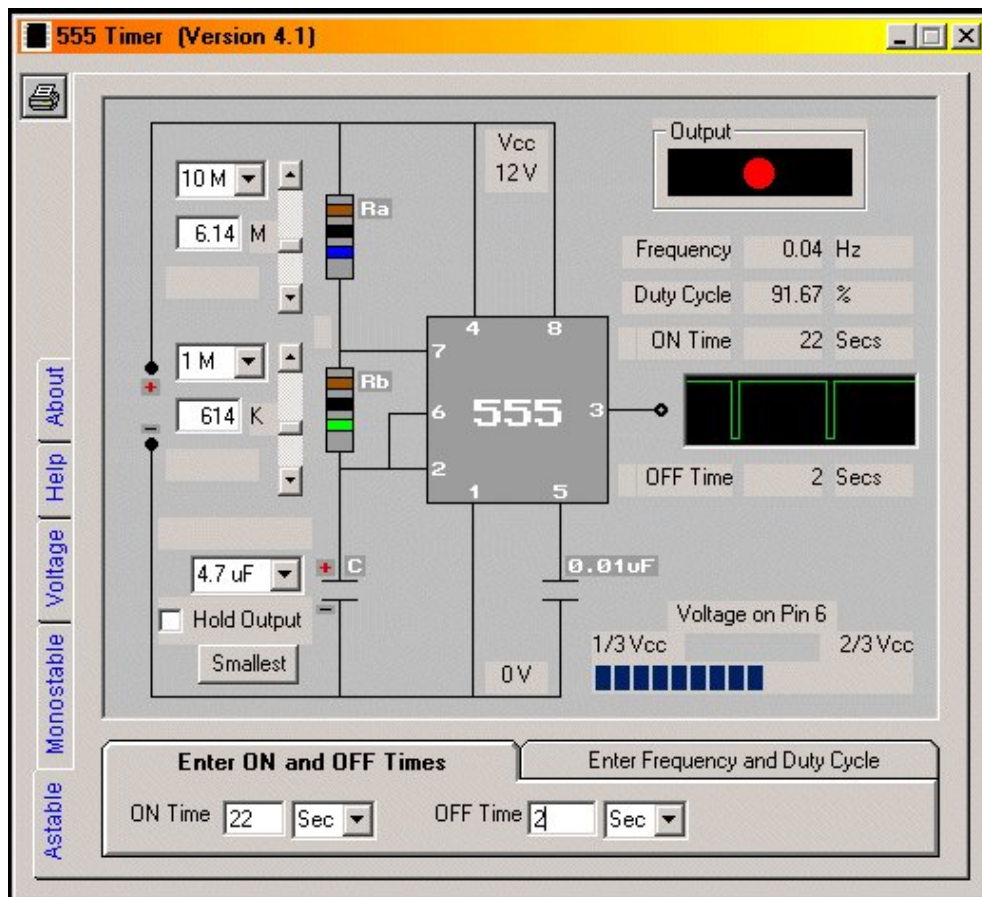 555 Timer (Version 4.1)
Vcc
12 V
Output
10 M
6.14 M
Ra
Frequency 0.04 Hz
Duty Cycle 91.67 %
ON Time 22 Secs
4 8
7
1 M
614 K
Rb
6
555
3
2
1 5
OFF Time 2 Secs
4.7 uF
C
0.01uF
Hold Output
Smallest
0 V
Voltage on Pin 6
1/3 Vcc 2/3 Vcc
+
−
+
−
About
Help
Voltage
Monostable
Astable
Enter ON and OFF Times
Enter Frequency and Duty Cycle
ON Time 22 Sec
OFF Time 2 Sec